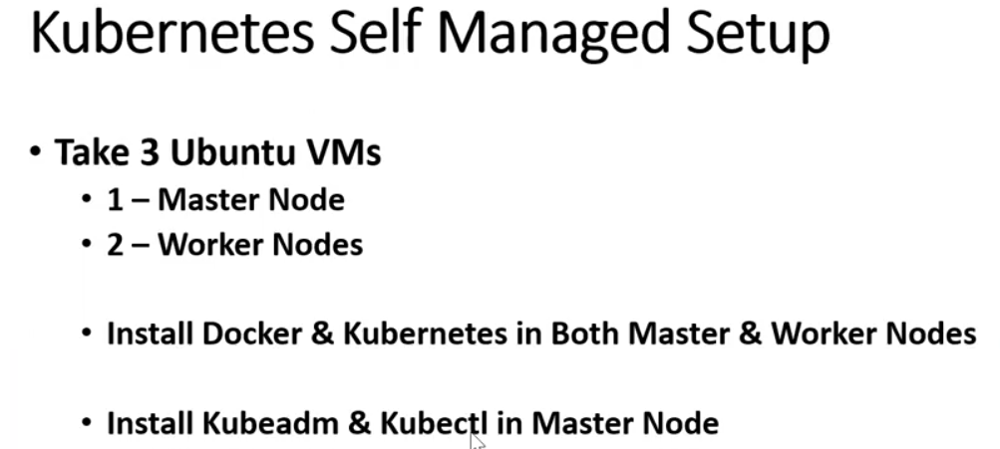 Kubernetes Self Managed Setup
• Take 3 Ubuntu VMs
• 1 – Master Node
• 2 – Worker Nodes
• Install Docker & Kubernetes in Both Master & Worker Nodes
• Install Kubeadm & Kubectl in Master Node